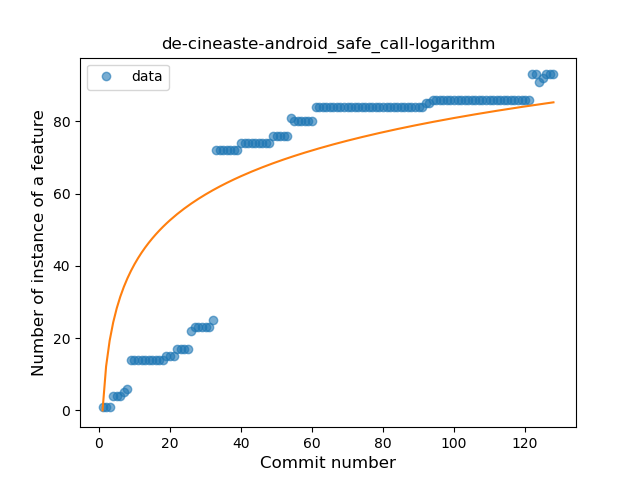 de-cineaste-android_safe_call-logarithm
data
Number of instance of a feature
80
60
40
20
0
0 20 40 60 80 100 120
Commit number